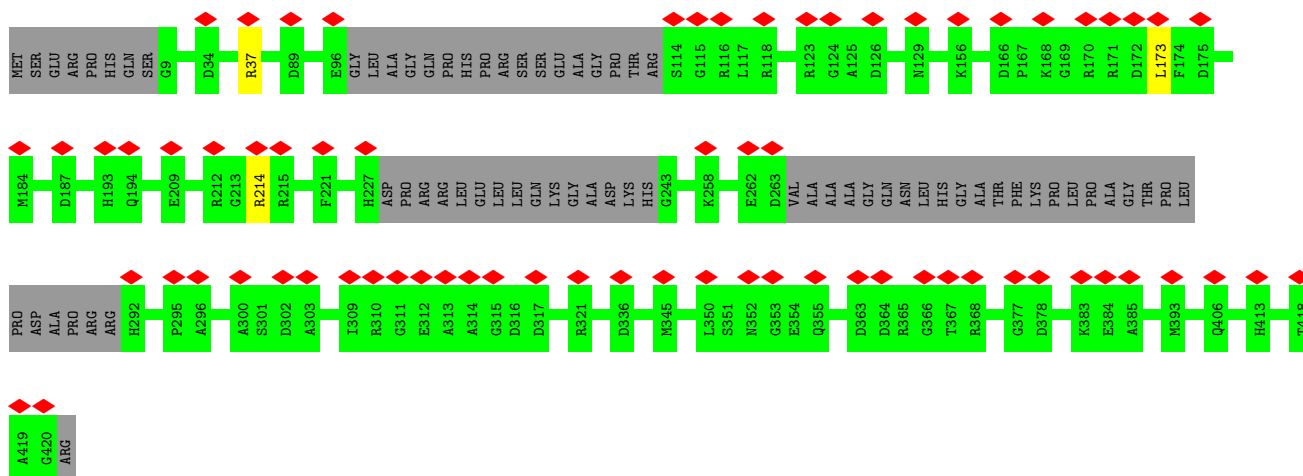 MET SER GLU ARG PRO HIS GLN SER G9 D34 R37 D89 E96 GLY LEU ALA GLY GLN PRO HIS PRO ARG SER SER GLU ALA GLY PRO THR ARG S114 G115 R116 L117 R118 R123 G124 A125 D126 N129 K156 D166 P167 K168 G169 R170 R171 D172 L173 F174 D175
M184 D187 H193 Q194 E209 R212 G213 R214 R215 F221 H227 ASP PRO ARG ARG LEU GLU LEU LEU GLN LYS GLY ALA ASP LYS HIS G243 K258 E262 D263 VAL ALA ALA ALA GLY GLN ASN LEU HIS GLY ALA THR PHE LYS PRO LEU PRO ALA GLY THR PRO LEU
PRO ASP ALA PRO ARG ARG H292 P295 A296 A300 S301 D302 A303 I309 R310 G311 E312 A313 A314 G315 D316 D317 R321 D336 M345 L350 S351 N352 G353 E354 Q355 D363 D364 R365 G366 T367 R368 G377 D378 K383 E384 A385 M393 Q406 H413 T418
A419 G420 ARG